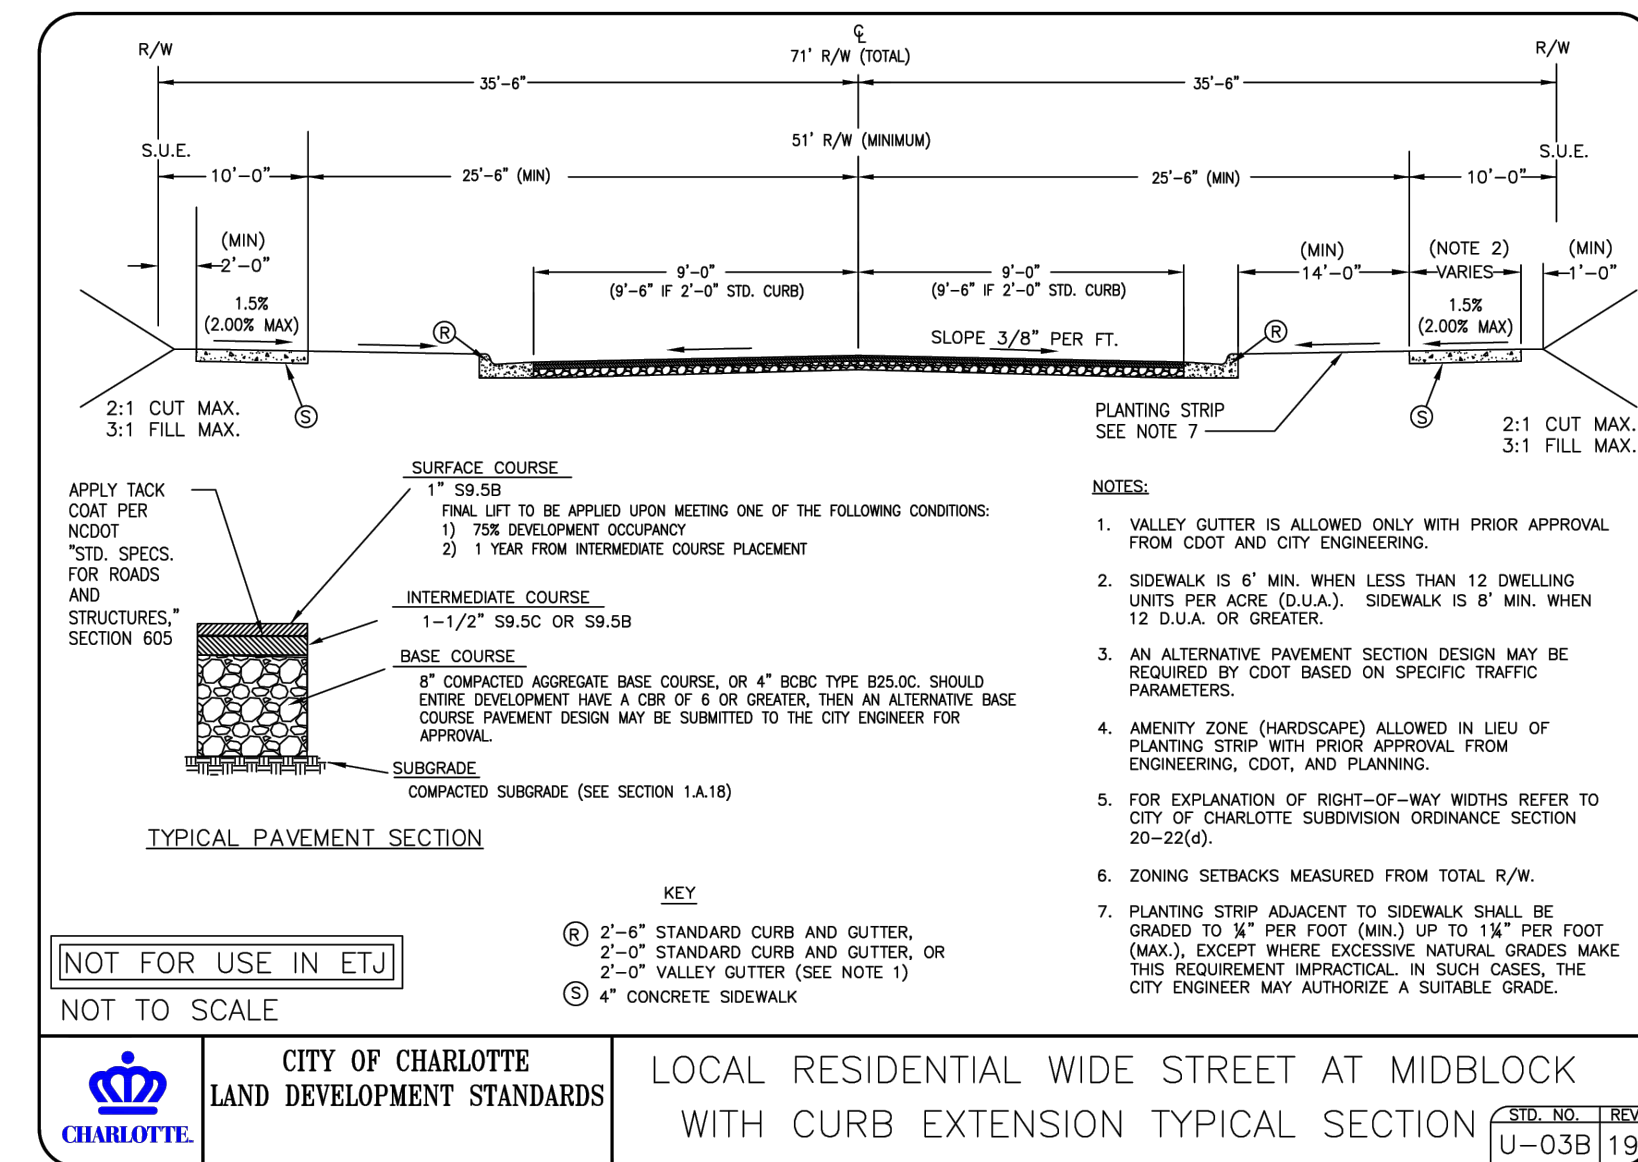 ℄
R/W
71' R/W (TOTAL)
R/W
35'-6"
35'-6"
51' R/W (MINIMUM)
S.U.E.
S.U.E.
10'-0"
25'-6" (MIN)
25'-6" (MIN)
10'-0"
(MIN)
2'-0"
9'-0"
(9'-6" IF 2'-0" STD. CURB)
9'-0"
(9'-6" IF 2'-0" STD. CURB)
(MIN)
14'-0"
(NOTE 2)
VARIES
(MIN)
1'-0"
1.5%
(2.00% MAX)
1.5%
(2.00% MAX)
R
SLOPE 3/8" PER FT.
R
S
S
2:1 CUT MAX.
3:1 FILL MAX.
PLANTING STRIP
SEE NOTE 7
2:1 CUT MAX.
3:1 FILL MAX.
APPLY TACK
COAT PER
NCDOT
"STD. SPECS.
FOR ROADS
AND
STRUCTURES,"
SECTION 605
SURFACE COURSE
1" S9.5B
FINAL LIFT TO BE APPLIED UPON MEETING ONE OF THE FOLLOWING CONDITIONS:
1) 75% DEVELOPMENT OCCUPANCY
2) 1 YEAR FROM INTERMEDIATE COURSE PLACEMENT
INTERMEDIATE COURSE
1-1/2" S9.5C OR S9.5B
BASE COURSE
8" COMPACTED AGGREGATE BASE COURSE, OR 4" BCBC TYPE B25.0C. SHOULD
ENTIRE DEVELOPMENT HAVE A CBR OF 6 OR GREATER, THEN AN ALTERNATIVE BASE
COURSE PAVEMENT DESIGN MAY BE SUBMITTED TO THE CITY ENGINEER FOR
APPROVAL.
SUBGRADE
COMPACTED SUBGRADE (SEE SECTION 1.A.18)
TYPICAL PAVEMENT SECTION
NOTES:
1. VALLEY GUTTER IS ALLOWED ONLY WITH PRIOR APPROVAL
FROM CDOT AND CITY ENGINEERING.
2. SIDEWALK IS 6' MIN. WHEN LESS THAN 12 DWELLING
UNITS PER ACRE (D.U.A.). SIDEWALK IS 8' MIN. WHEN
12 D.U.A. OR GREATER.
3. AN ALTERNATIVE PAVEMENT SECTION DESIGN MAY BE
REQUIRED BY CDOT BASED ON SPECIFIC TRAFFIC
PARAMETERS.
4. AMENITY ZONE (HARDSCAPE) ALLOWED IN LIEU OF
PLANTING STRIP WITH PRIOR APPROVAL FROM
ENGINEERING, CDOT, AND PLANNING.
5. FOR EXPLANATION OF RIGHT-OF-WAY WIDTHS REFER TO
CITY OF CHARLOTTE SUBDIVISION ORDINANCE SECTION
20-22(d).
6. ZONING SETBACKS MEASURED FROM TOTAL R/W.
7. PLANTING STRIP ADJACENT TO SIDEWALK SHALL BE
GRADED TO ¼" PER FOOT (MIN.) UP TO 1¼" PER FOOT
(MAX.), EXCEPT WHERE EXCESSIVE NATURAL GRADES MAKE
THIS REQUIREMENT IMPRACTICAL. IN SUCH CASES, THE
CITY ENGINEER MAY AUTHORIZE A SUITABLE GRADE.
KEY
R 2'-6" STANDARD CURB AND GUTTER,
2'-0" STANDARD CURB AND GUTTER, OR
2'-0" VALLEY GUTTER (SEE NOTE 1)
S 4" CONCRETE SIDEWALK
NOT FOR USE IN ETJ
NOT TO SCALE
CHARLOTTE.
CITY OF CHARLOTTE
LAND DEVELOPMENT STANDARDS
LOCAL RESIDENTIAL WIDE STREET AT MIDBLOCK
WITH CURB EXTENSION TYPICAL SECTION
STD. NO. REV
U-03B 19